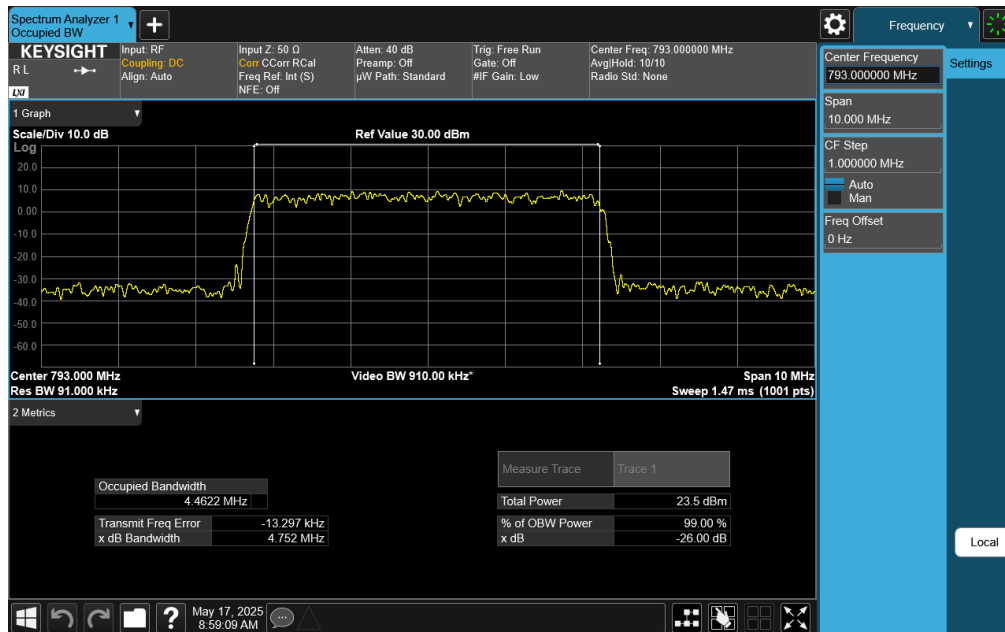 Spectrum Analyzer 1
Occupied BW
Frequency
KEYSIGHT
R L
LXI
Input: RF
Coupling: DC
Align: Auto
Input Z: 50 Ω
Corr CCorr RCal
Freq Ref: Int (S)
NFE: Off
Atten: 40 dB
Preamp: Off
µW Path: Standard
Trig: Free Run
Gate: Off
#IF Gain: Low
Center Freq: 793.000000 MHz
Avg|Hold: 10/10
Radio Std: None
Center Frequency
793.000000 MHz
Settings
Span
10.000 MHz
CF Step
1.000000 MHz
Auto
Man
Freq Offset
0 Hz
Local
1 Graph
Scale/Div 10.0 dB
Ref Value 30.00 dBm
Log
20.0
10.0
0.00
-10.0
-20.0
-30.0
-40.0
-50.0
-60.0
Center 793.000 MHz
Video BW 910.00 kHz*
Span 10 MHz
Res BW 91.000 kHz
Sweep 1.47 ms (1001 pts)
2 Metrics
Measure Trace
Trace 1
Occupied Bandwidth
4.4622 MHz
Total Power
23.5 dBm
Transmit Freq Error
-13.297 kHz
% of OBW Power
99.00 %
x dB Bandwidth
4.752 MHz
x dB
-26.00 dB
May 17, 2025
8:59:09 AM